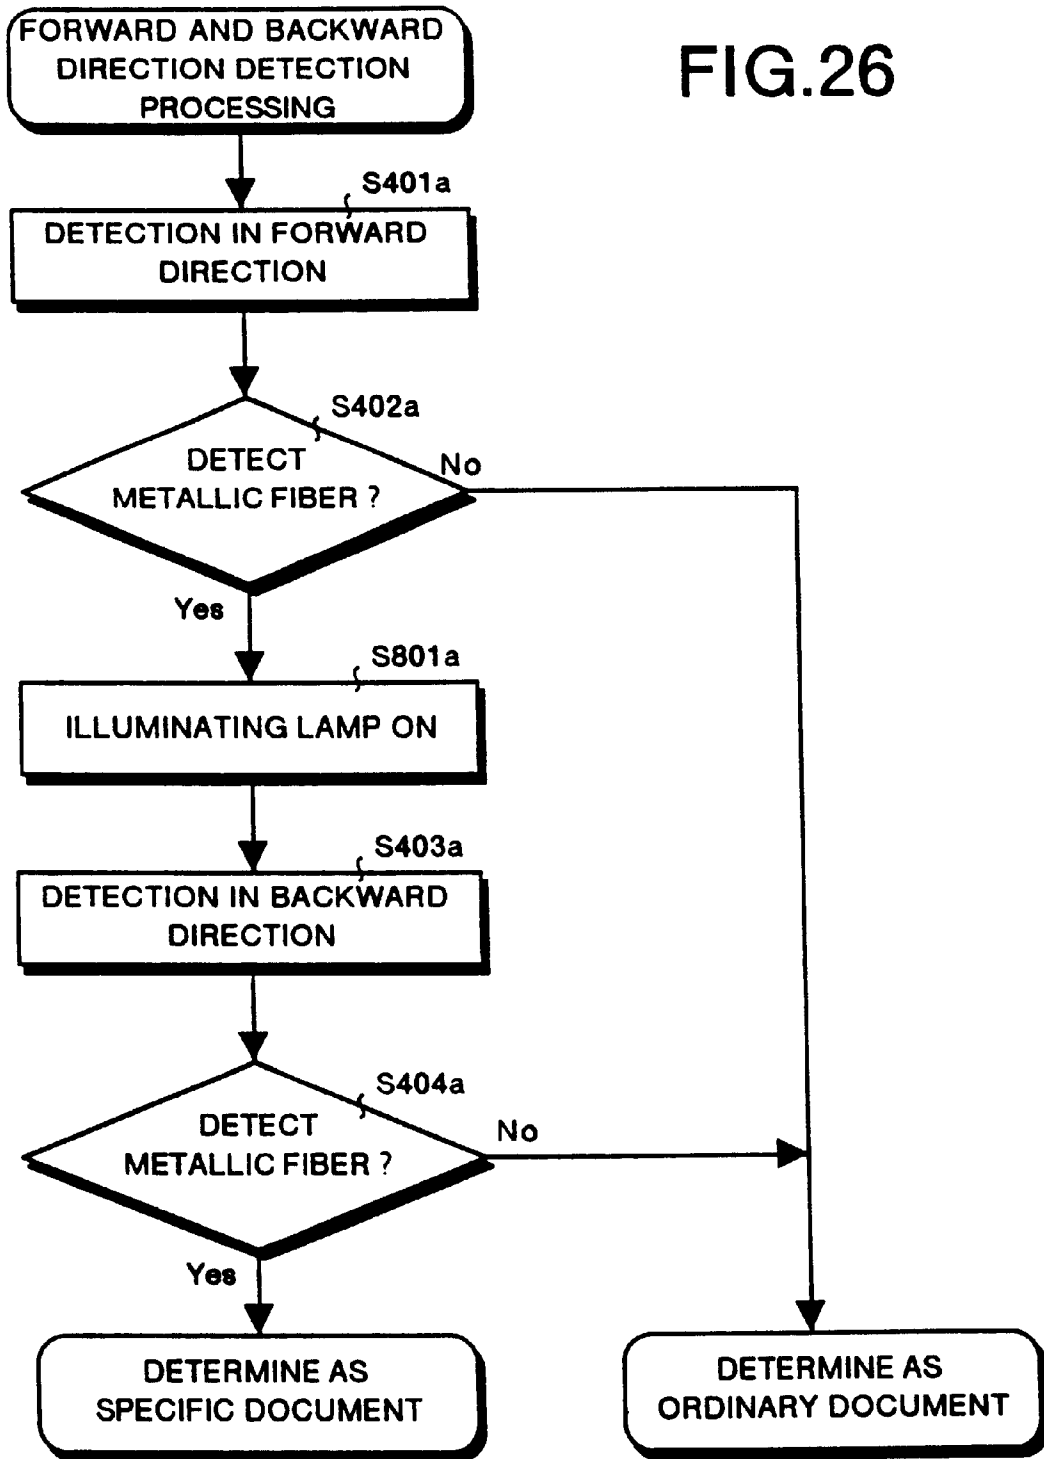 FORWARD AND BACKWARD
DIRECTION DETECTION
PROCESSING
FIG.26
S401a
DETECTION IN FORWARD
DIRECTION
S402a
DETECT
METALLIC FIBER ?
No
Yes
S801a
ILLUMINATING LAMP ON
S403a
DETECTION IN BACKWARD
DIRECTION
S404a
DETECT
METALLIC FIBER ?
No
Yes
DETERMINE AS
SPECIFIC DOCUMENT
DETERMINE AS
ORDINARY DOCUMENT